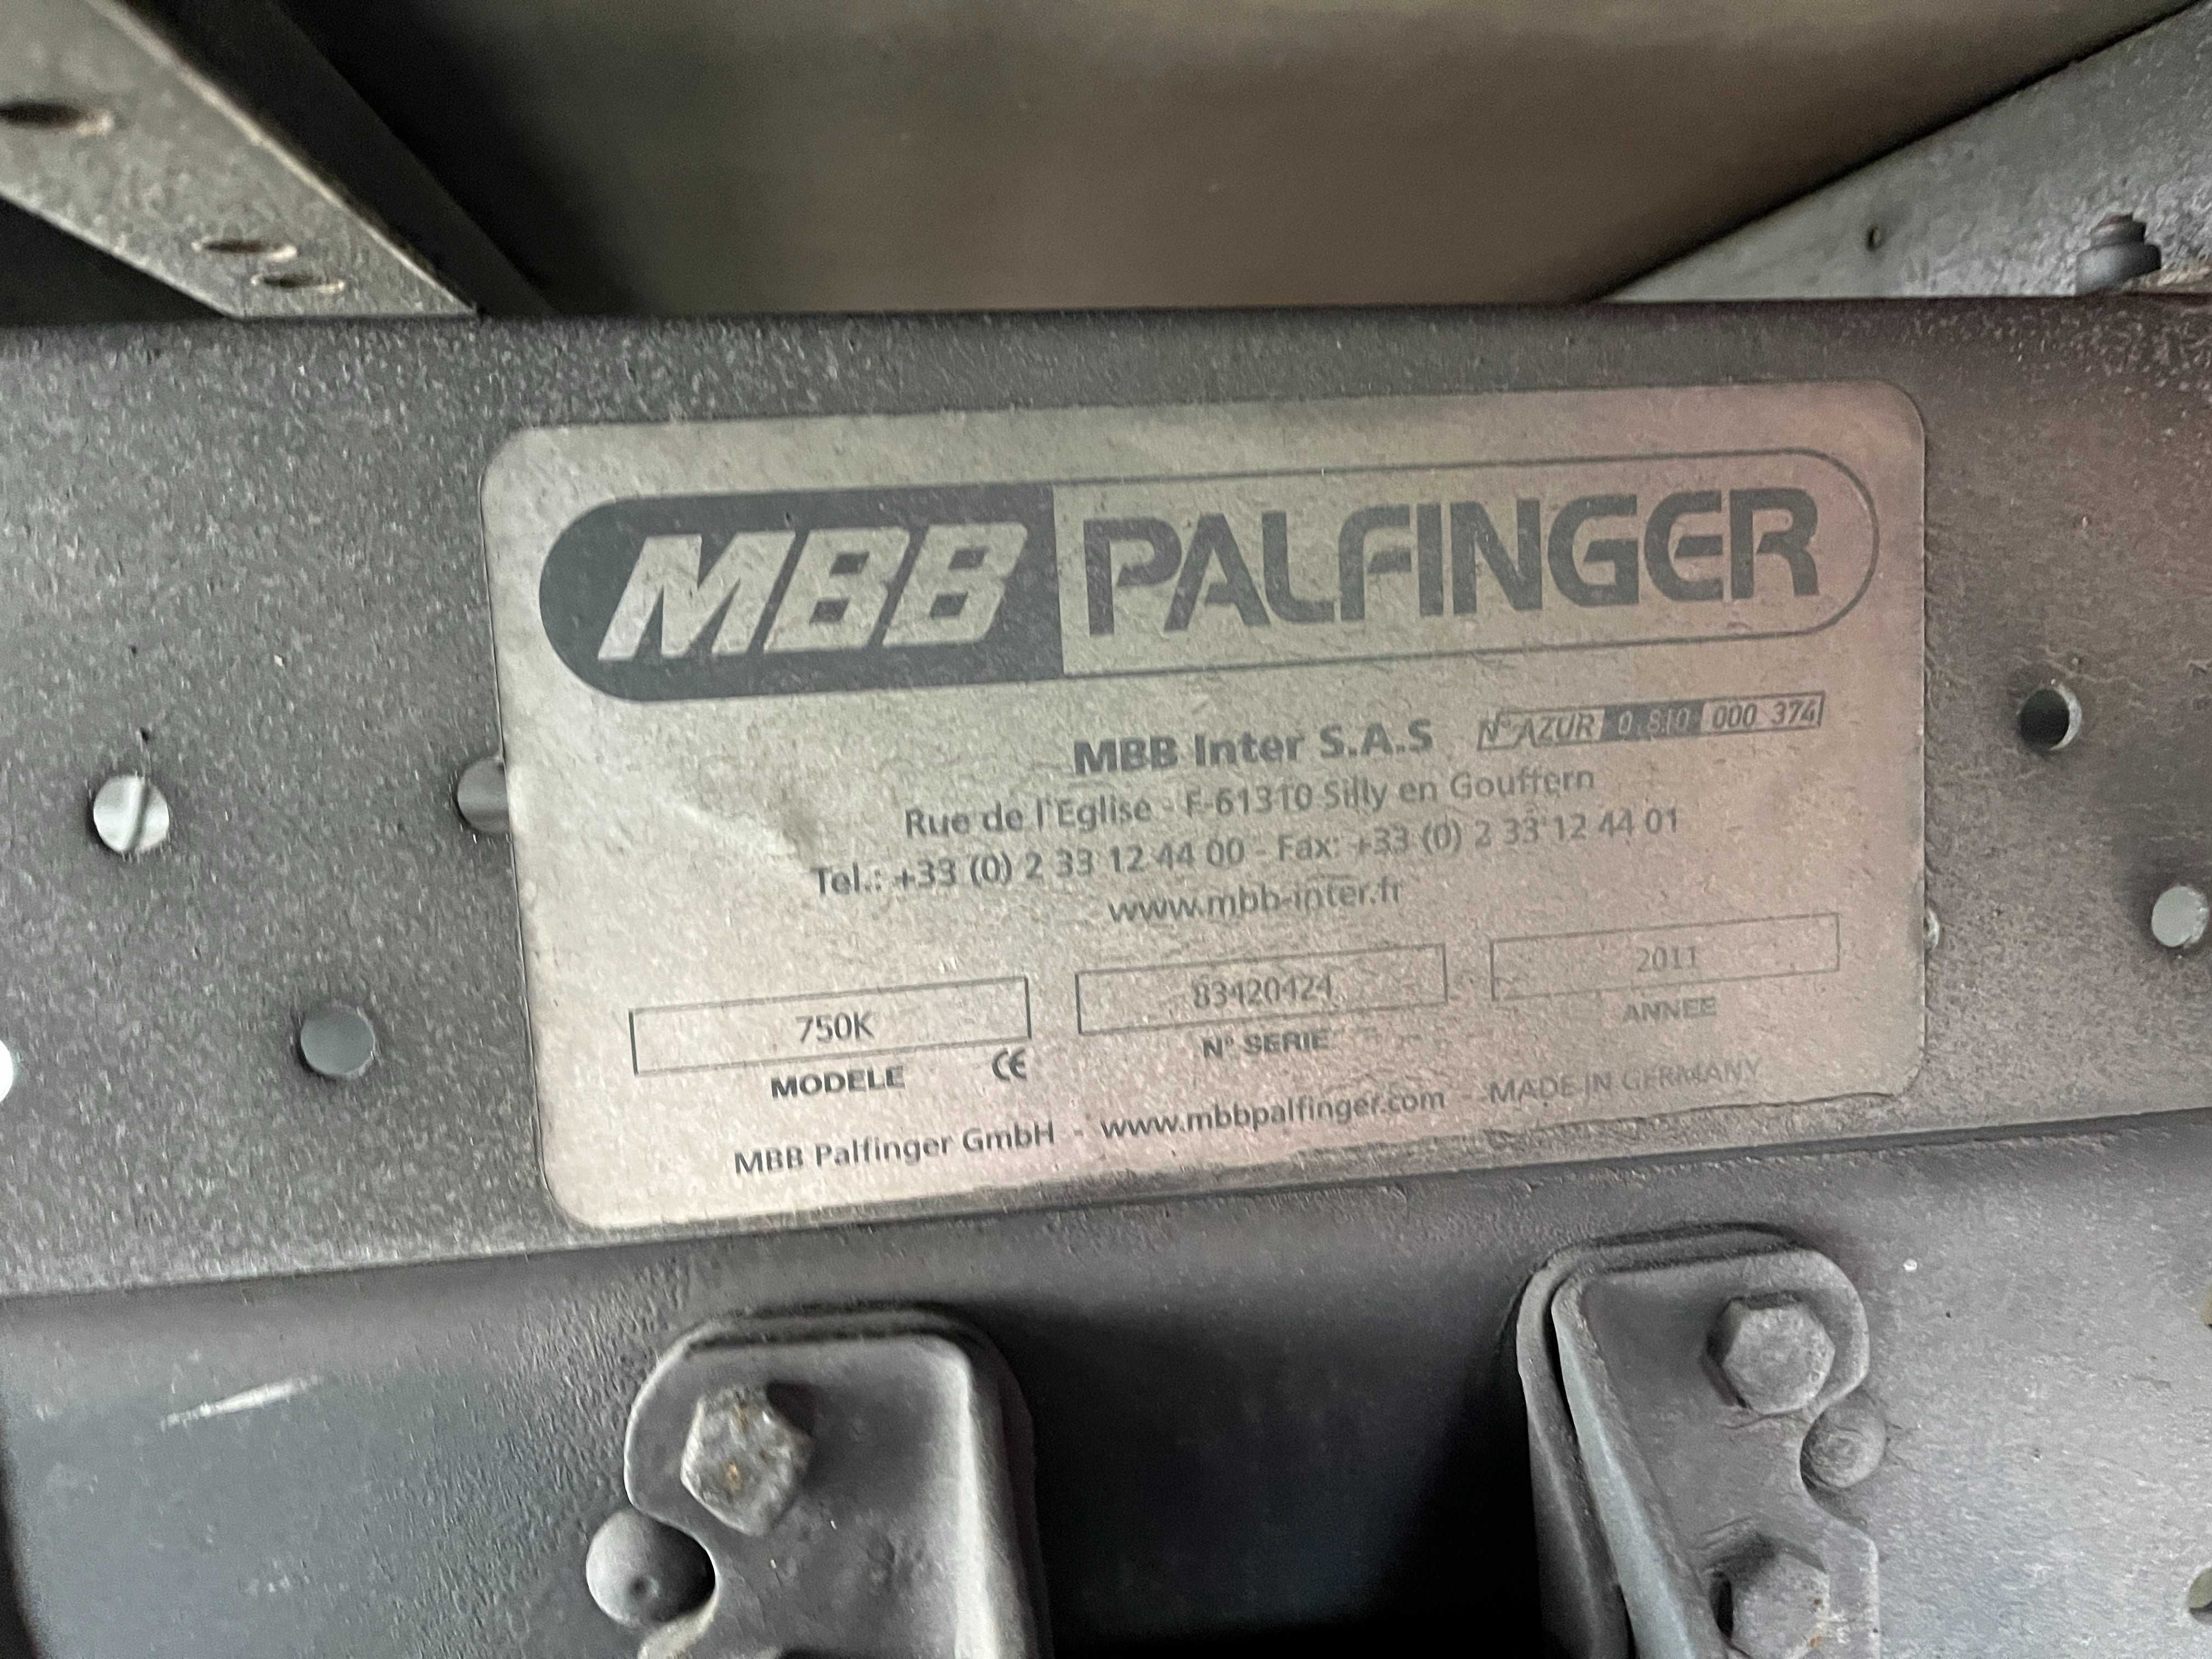 MBB PALFINGER
MBB Inter S.A.S N° AZUR 0 810 000 374
Rue de l'Eglise - F-61310 Silly en Gouffern
Tel.: +33 (0) 2 33 12 44 00 - Fax: +33 (0) 2 33 12 44 01
www.mbb-inter.fr
750K 83420424 2011
MODELE CE N° SERIE ANNEE
MBB Palfinger GmbH - www.mbbpalfinger.com - MADE IN GERMANY